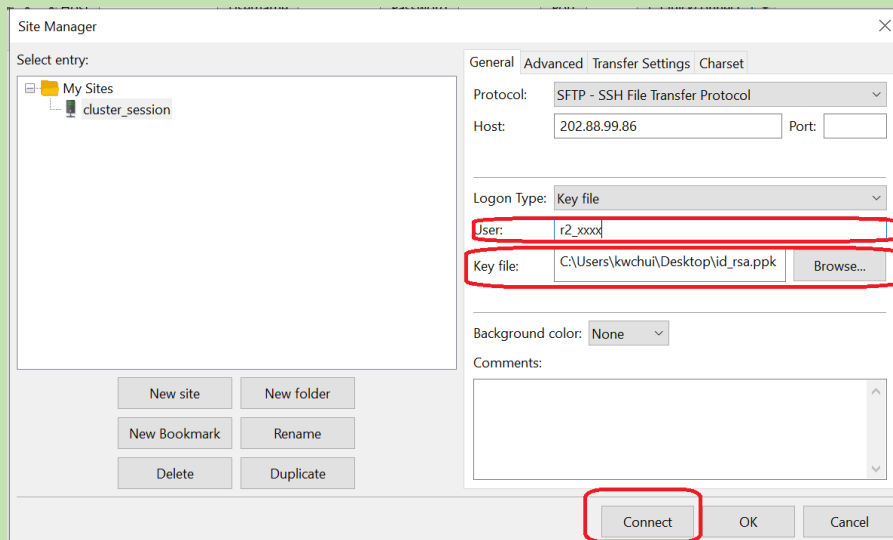 Site Manager
Select entry:
My Sites
cluster_session
New site
New folder
New Bookmark
Rename
Delete
Duplicate
General Advanced Transfer Settings Charset
Protocol: SFTP - SSH File Transfer Protocol
Host: 202.88.99.86 Port:
Logon Type: Key file
User: r2_xxxx
Key file: C:\Users\kwchui\Desktop\id_rsa.ppk Browse...
Background color: None
Comments:
Connect OK Cancel